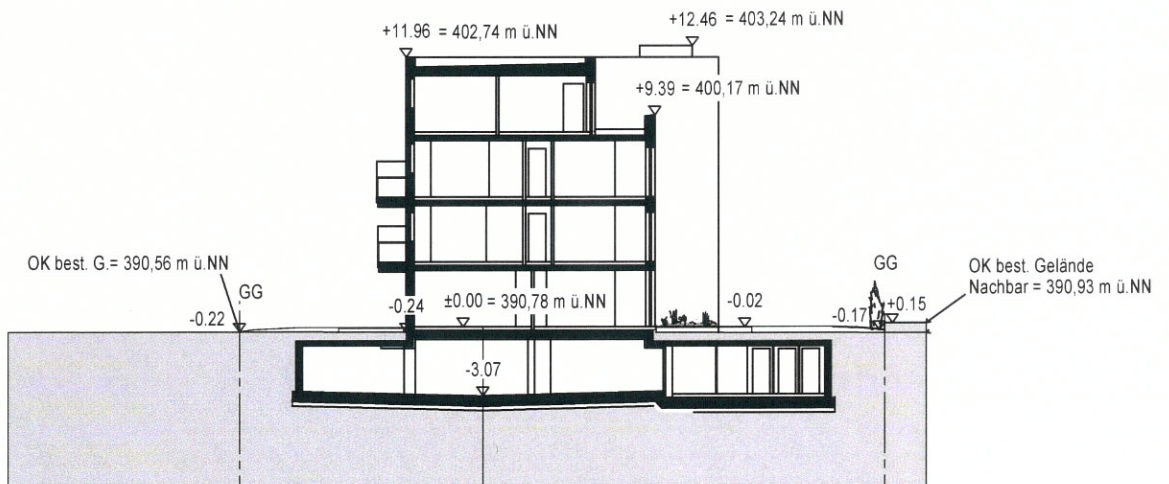 +11.96 = 402,74 m ü.NN
+12.46 = 403,24 m ü.NN
+9.39 = 400,17 m ü.NN
OK best. G.= 390,56 m ü.NN
GG
-0.22
-0.24
±0.00 = 390,78 m ü.NN
-0.02
GG
-0.17
+0.15
OK best. Gelände
Nachbar = 390,93 m ü.NN
-3.07